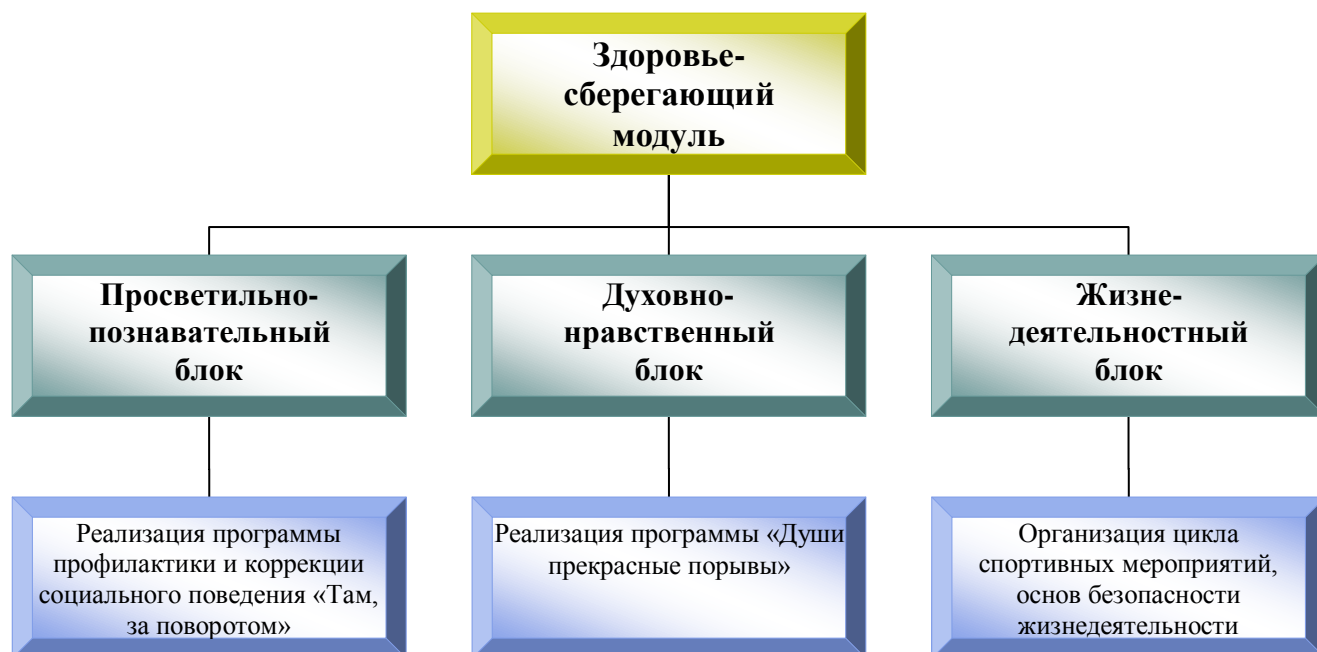 Здоровье-
сберегающий
модуль
Просветильно-
познавательный
блок
Духовно-
нравственный
блок
Жизне-
деятельностный
блок
Реализация программы
профилактики и коррекции
социального поведения «Там,
за поворотом»
Реализация программы «Души
прекрасные порывы»
Организация цикла
спортивных мероприятий,
основ безопасности
жизнедеятельности